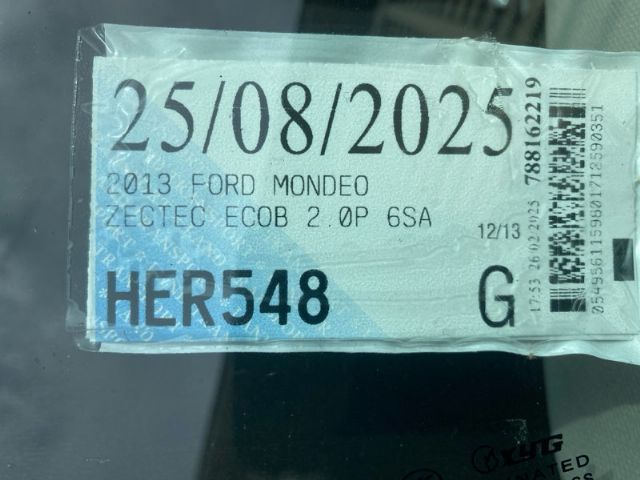 25/08/2025
2013 FORD MONDEO
ZECTEC ECOB 2.0P 6SA
12/13
HER548
G
17:53 26/02/2025
788162219
XYG